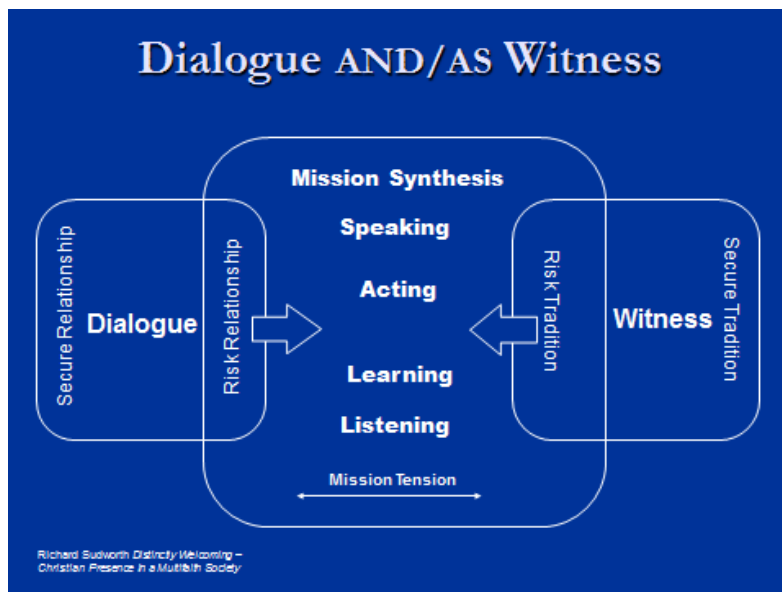 Dialogue AND/AS Witness
Mission Synthesis
Speaking
Acting
Learning
Listening
Mission Tension
Secure Relationship
Dialogue
Risk Relationship
Risk Tradition
Witness
Secure Tradition
Richard Sudworth Distinctly Welcoming –
Christian Presence in a Multifaith Society